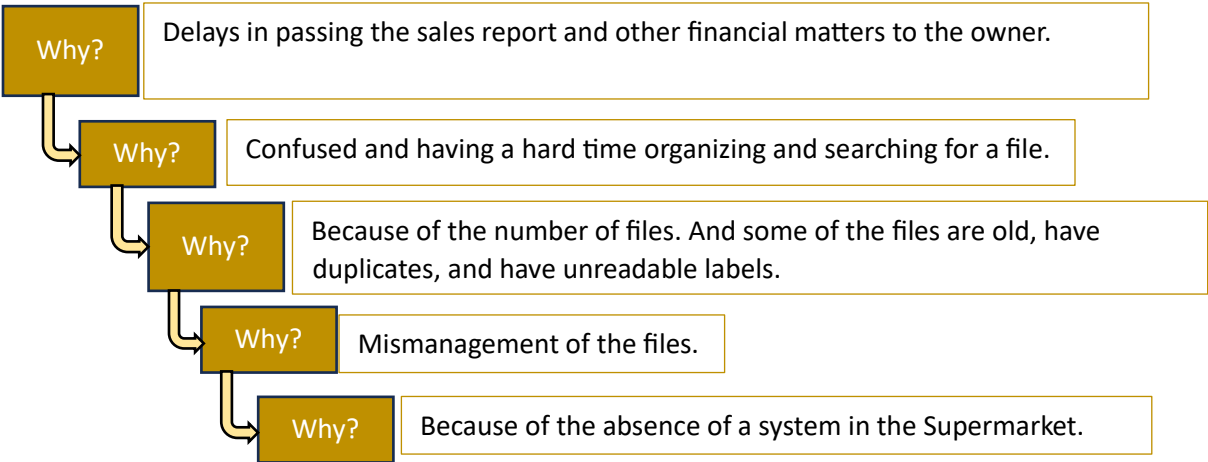 Why?
Delays in passing the sales report and other financial matters to the owner.
Why?
Confused and having a hard time organizing and searching for a file.
Why?
Because of the number of files. And some of the files are old, have
duplicates, and have unreadable labels.
Why?
Mismanagement of the files.
Why?
Because of the absence of a system in the Supermarket.